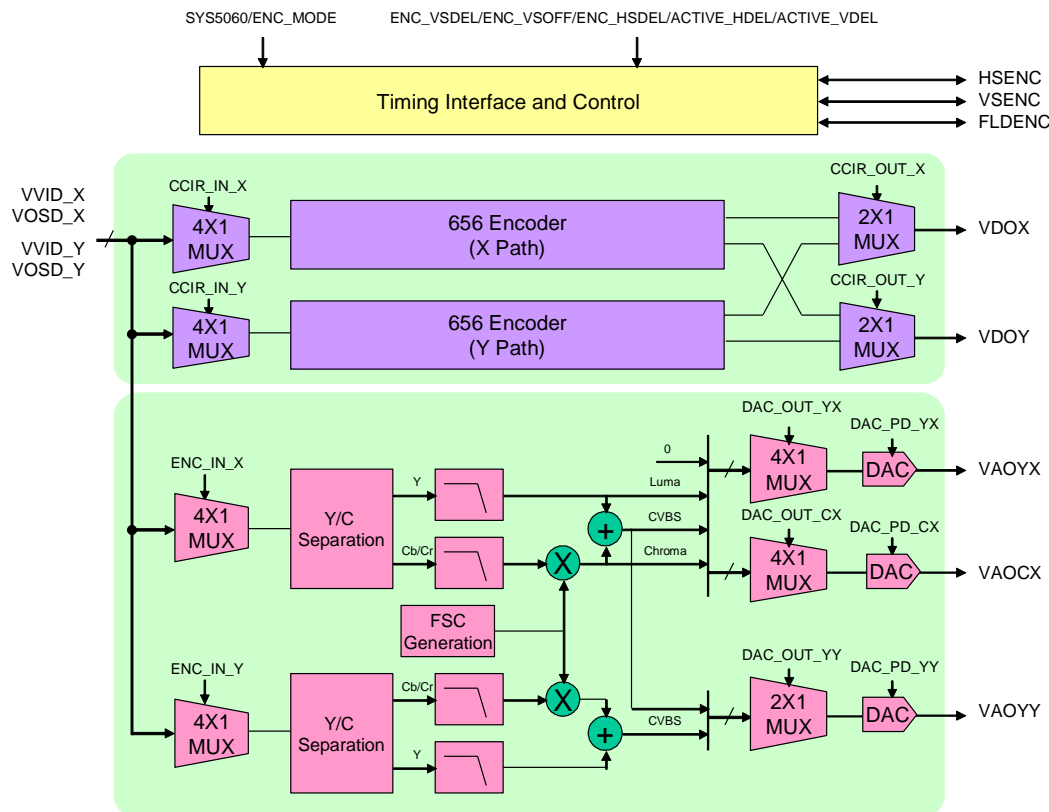 SYS5060/ENC_MODE
ENC_VSDEL/ENC_VSOFF/ENC_HSDEL/ACTIVE_HDEL/ACTIVE_VDEL
Timing Interface and Control
HSENC
VSENC
FLDENC
VVID_X
VOSD_X
VVID_Y
VOSD_Y
CCIR_IN_X
4X1
MUX
656 Encoder
(X Path)
CCIR_OUT_X
2X1
MUX
VDOX
CCIR_IN_Y
4X1
MUX
656 Encoder
(Y Path)
CCIR_OUT_Y
2X1
MUX
VDOY
ENC_IN_X
4X1
MUX
Y/C
Separation
Y
Cb/Cr
X
+
0
Luma
CVBS
Chroma
DAC_OUT_YX
4X1
MUX
DAC_PD_YX
DAC
VAOYX
DAC_OUT_CX
4X1
MUX
DAC_PD_CX
DAC
VAOCX
FSC
Generation
ENC_IN_Y
4X1
MUX
Y/C
Separation
Cb/Cr
Y
X
+
CVBS
DAC_OUT_YY
2X1
MUX
DAC_PD_YY
DAC
VAOYY